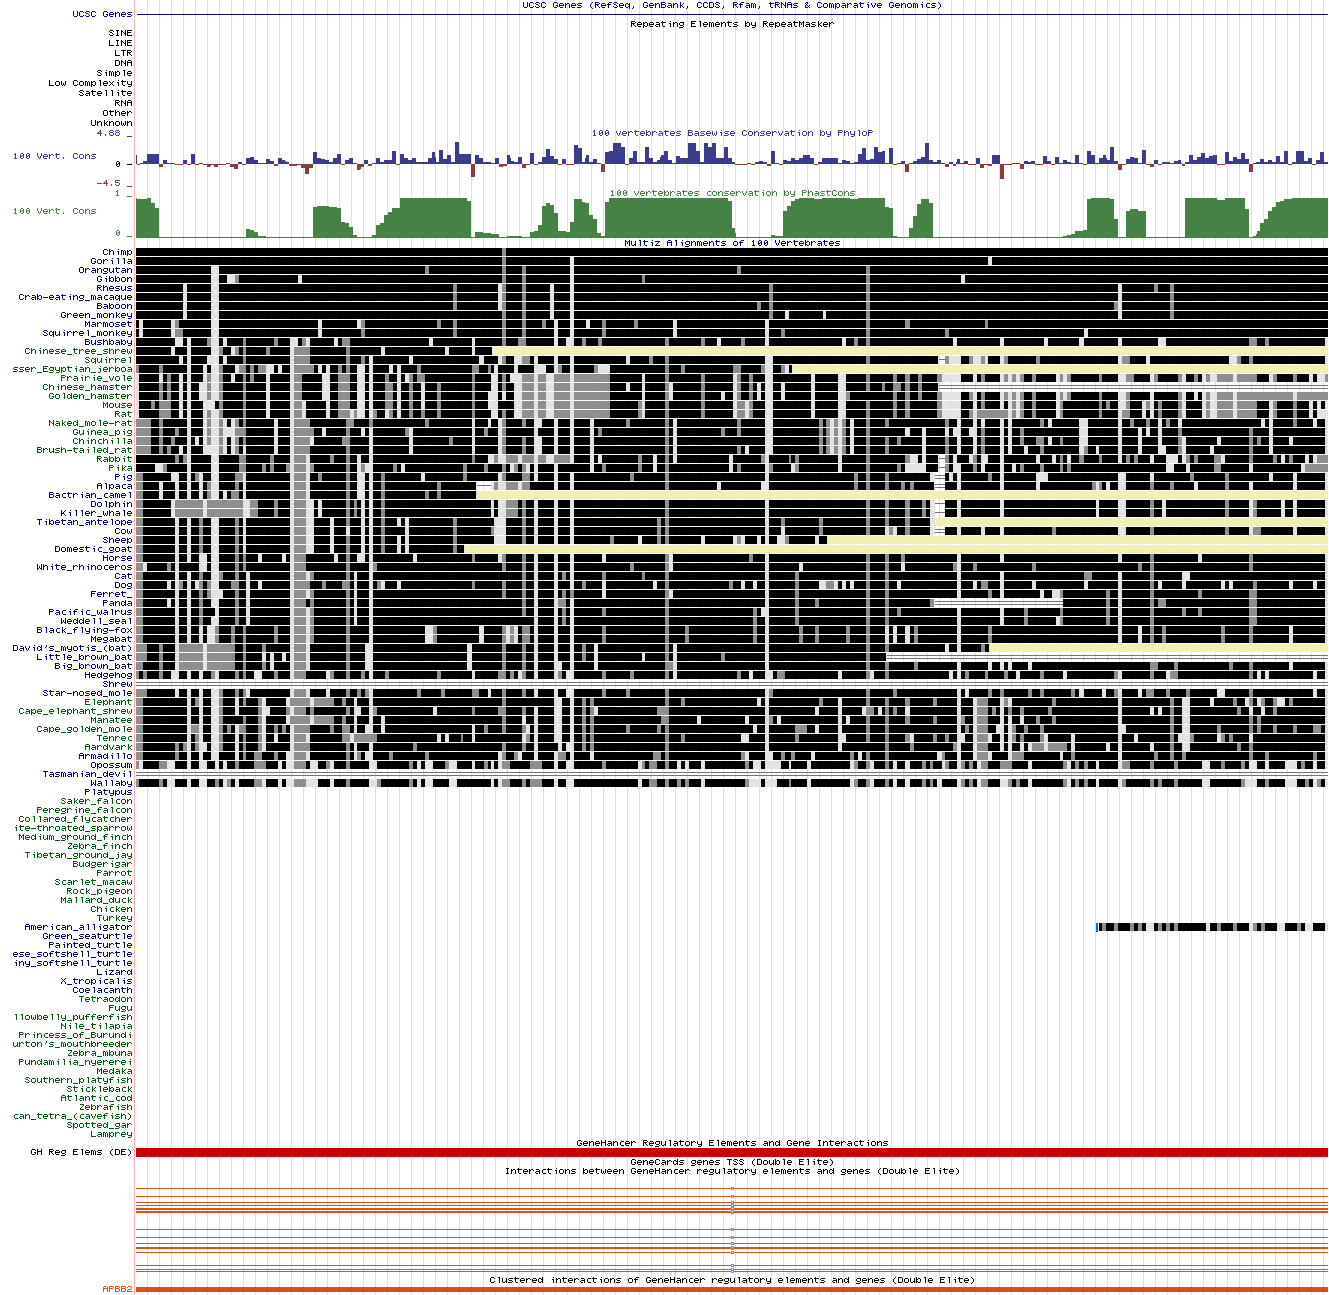 UCSC Genes (RefSeq, GenBank, CCDS, Rfam, tRNAs & Comparative Genomics)
UCSC Genes
Repeating Elements by RepeatMasker
SINE
LINE
LTR
DNA
Simple
Low Complexity
Satellite
RNA
Other
Unknown
100 vertebrates Basewise Conservation by PhyloP
4.88 _
100 Vert. Cons
0 -
-4.5 _
100 vertebrates conservation by PhastCons
1 _
100 Vert. Cons
0 _
Multiz Alignments of 100 Vertebrates
Chimp
Gorilla
Orangutan
Gibbon
Rhesus
Crab-eating_macaque
Baboon
Green_monkey
Marmoset
Squirrel_monkey
Bushbaby
Chinese_tree_shrew
Squirrel
sser_Egyptian_jerboa
Prairie_vole
Chinese_hamster
Golden_hamster
Mouse
Rat
Naked_mole-rat
Guinea_pig
Chinchilla
Brush-tailed_rat
Rabbit
Pika
Pig
Alpaca
Bactrian_camel
Dolphin
Killer_whale
Tibetan_antelope
Cow
Sheep
Domestic_goat
Horse
White_rhinoceros
Cat
Dog
Ferret_
Panda
Pacific_walrus
Weddell_seal
Black_flying-fox
Megabat
David's_myotis_(bat)
Little_brown_bat
Big_brown_bat
Hedgehog
Shrew
Star-nosed_mole
Elephant
Cape_elephant_shrew
Manatee
Cape_golden_mole
Tenrec
Aardvark
Armadillo
Opossum
Tasmanian_devil
Wallaby
Platypus
Saker_falcon
Peregrine_falcon
Collared_flycatcher
ite-throated_sparrow
Medium_ground_finch
Zebra_finch
Tibetan_ground_jay
Budgerigar
Parrot
Scarlet_macaw
Rock_pigeon
Mallard_duck
Chicken
Turkey
American_alligator
Green_seaturtle
Painted_turtle
ese_softshell_turtle
iny_softshell_turtle
Lizard
X_tropicalis
Coelacanth
Tetraodon
Fugu
llowbelly_pufferfish
Nile_tilapia
Princess_of_Burundi
urton's_mouthbreeder
Zebra_mbuna
Pundamilia_nyererei
Medaka
Southern_platyfish
Stickleback
Atlantic_cod
Zebrafish
can_tetra_(cavefish)
Spotted_gar
Lamprey
GeneHancer Regulatory Elements and Gene Interactions
GH Reg Elems (DE)
GeneCards genes TSS (Double Elite)
Interactions between GeneHancer regulatory elements and genes (Double Elite)
Clustered interactions of GeneHancer regulatory elements and genes (Double Elite)
APBB2